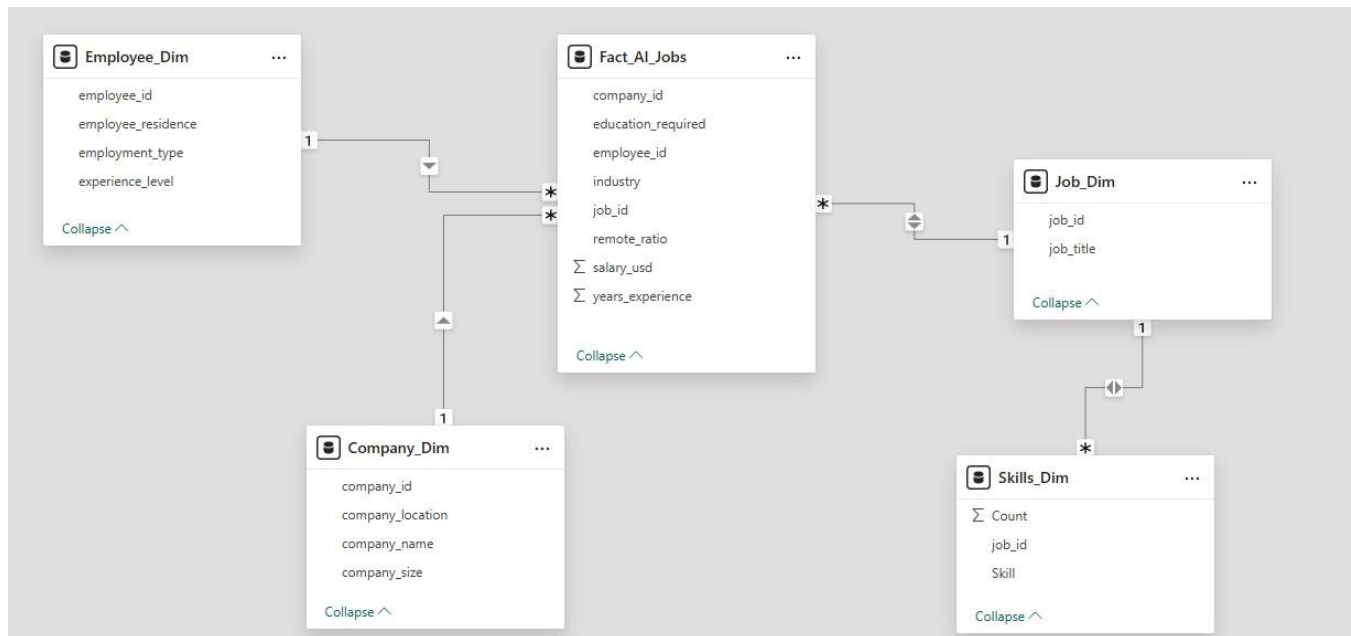 Employee_Dim ...
employee_id
employee_residence
employment_type
experience_level
Collapse
1
*
Fact_AI_Jobs ...
company_id
education_required
employee_id
industry
job_id
remote_ratio
Σ salary_usd
Σ years_experience
Collapse
*
*
1
Job_Dim ...
job_id
job_title
Collapse
1
*
1
Company_Dim ...
company_id
company_location
company_name
company_size
Collapse
Skills_Dim ...
Σ Count
job_id
Skill
Collapse